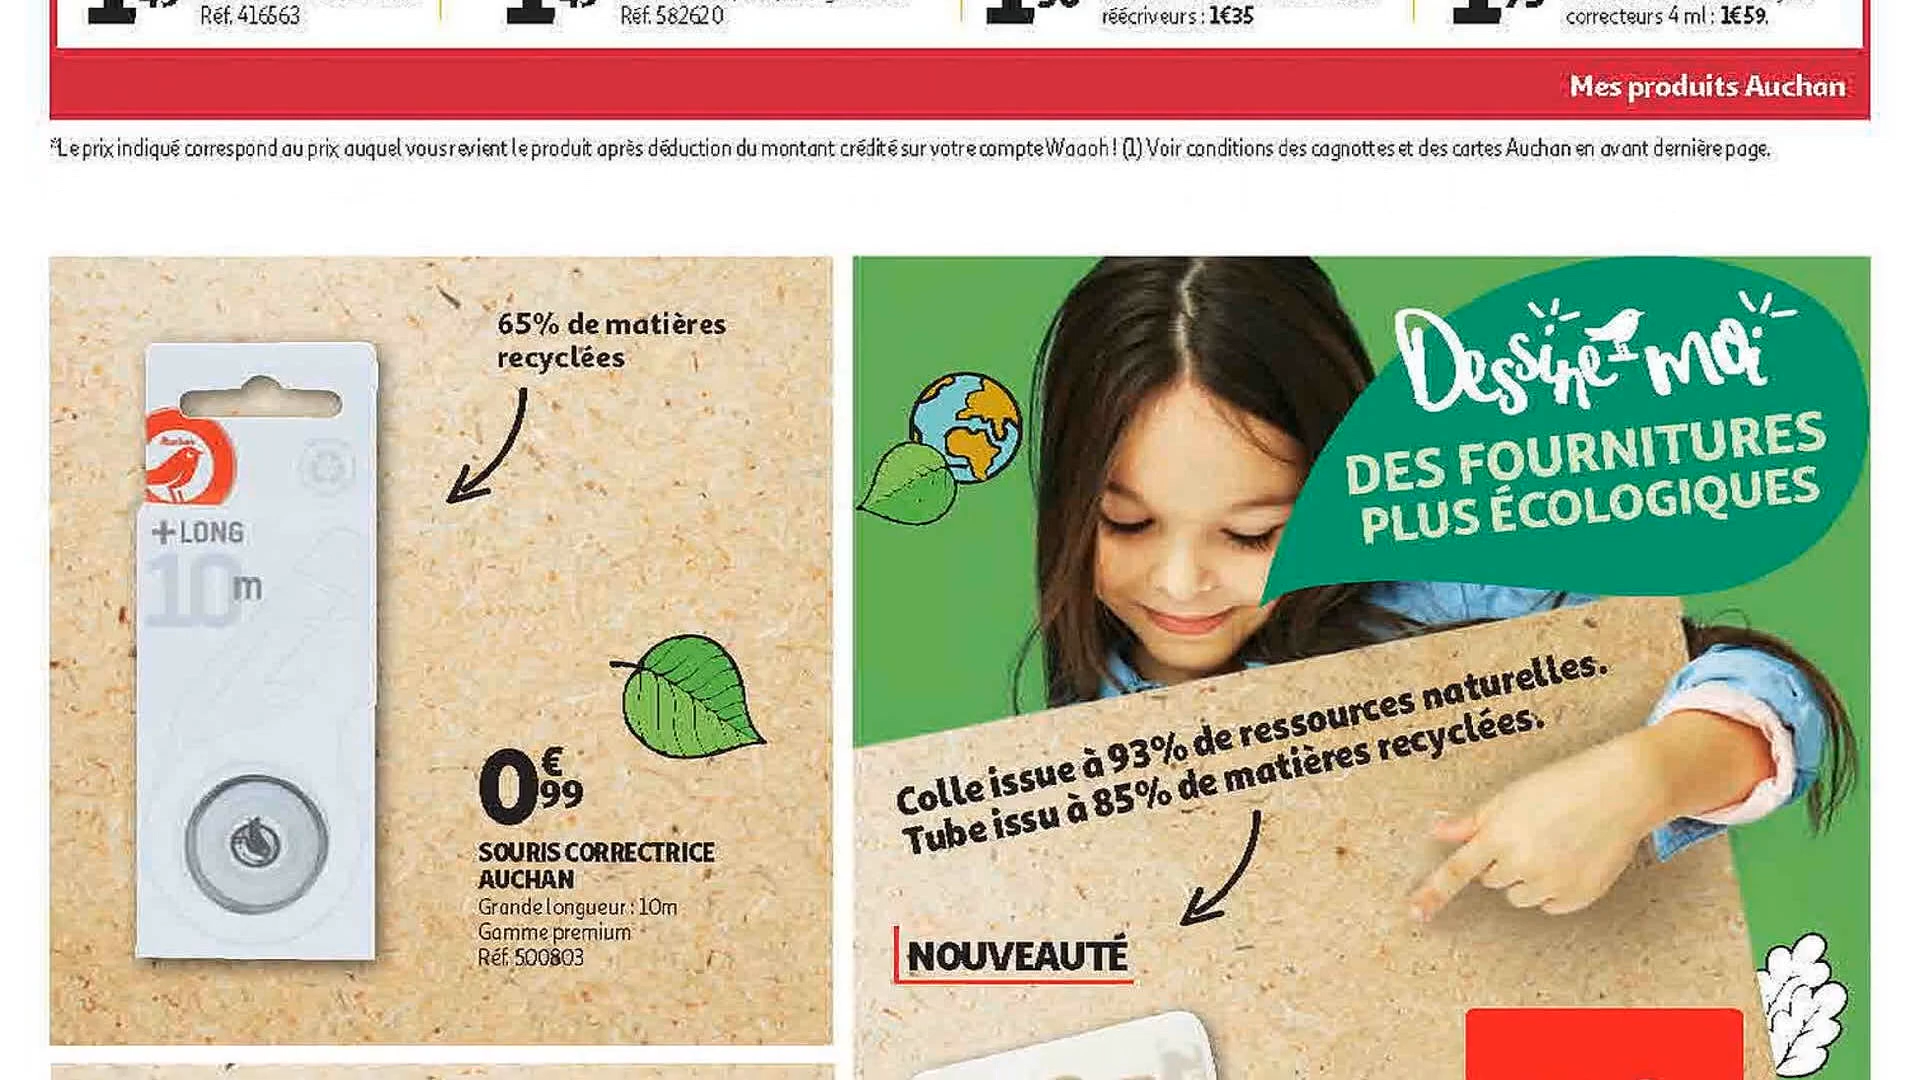 Réf. 416563
Réf. 582620
réécriveurs : 1€35
correcteurs 4 ml : 1€59.
Mes produits Auchan
*Le prix indiqué correspond au prix auquel vous revient le produit après déduction du montant crédité sur votre compte Waaoh ! (1) Voir conditions des cagnottes et des cartes Auchan en avant dernière page.
65% de matières
recyclées
Auchan
+ LONG
10m
0€99
SOURIS CORRECTRICE
AUCHAN
Grande longueur : 10m
Gamme premium
Réf. 500803
Dessine-moi
DES FOURNITURES
PLUS ÉCOLOGIQUES
Colle issue à 93% de ressources naturelles.
Tube issu à 85% de matières recyclées.
NOUVEAUTÉ